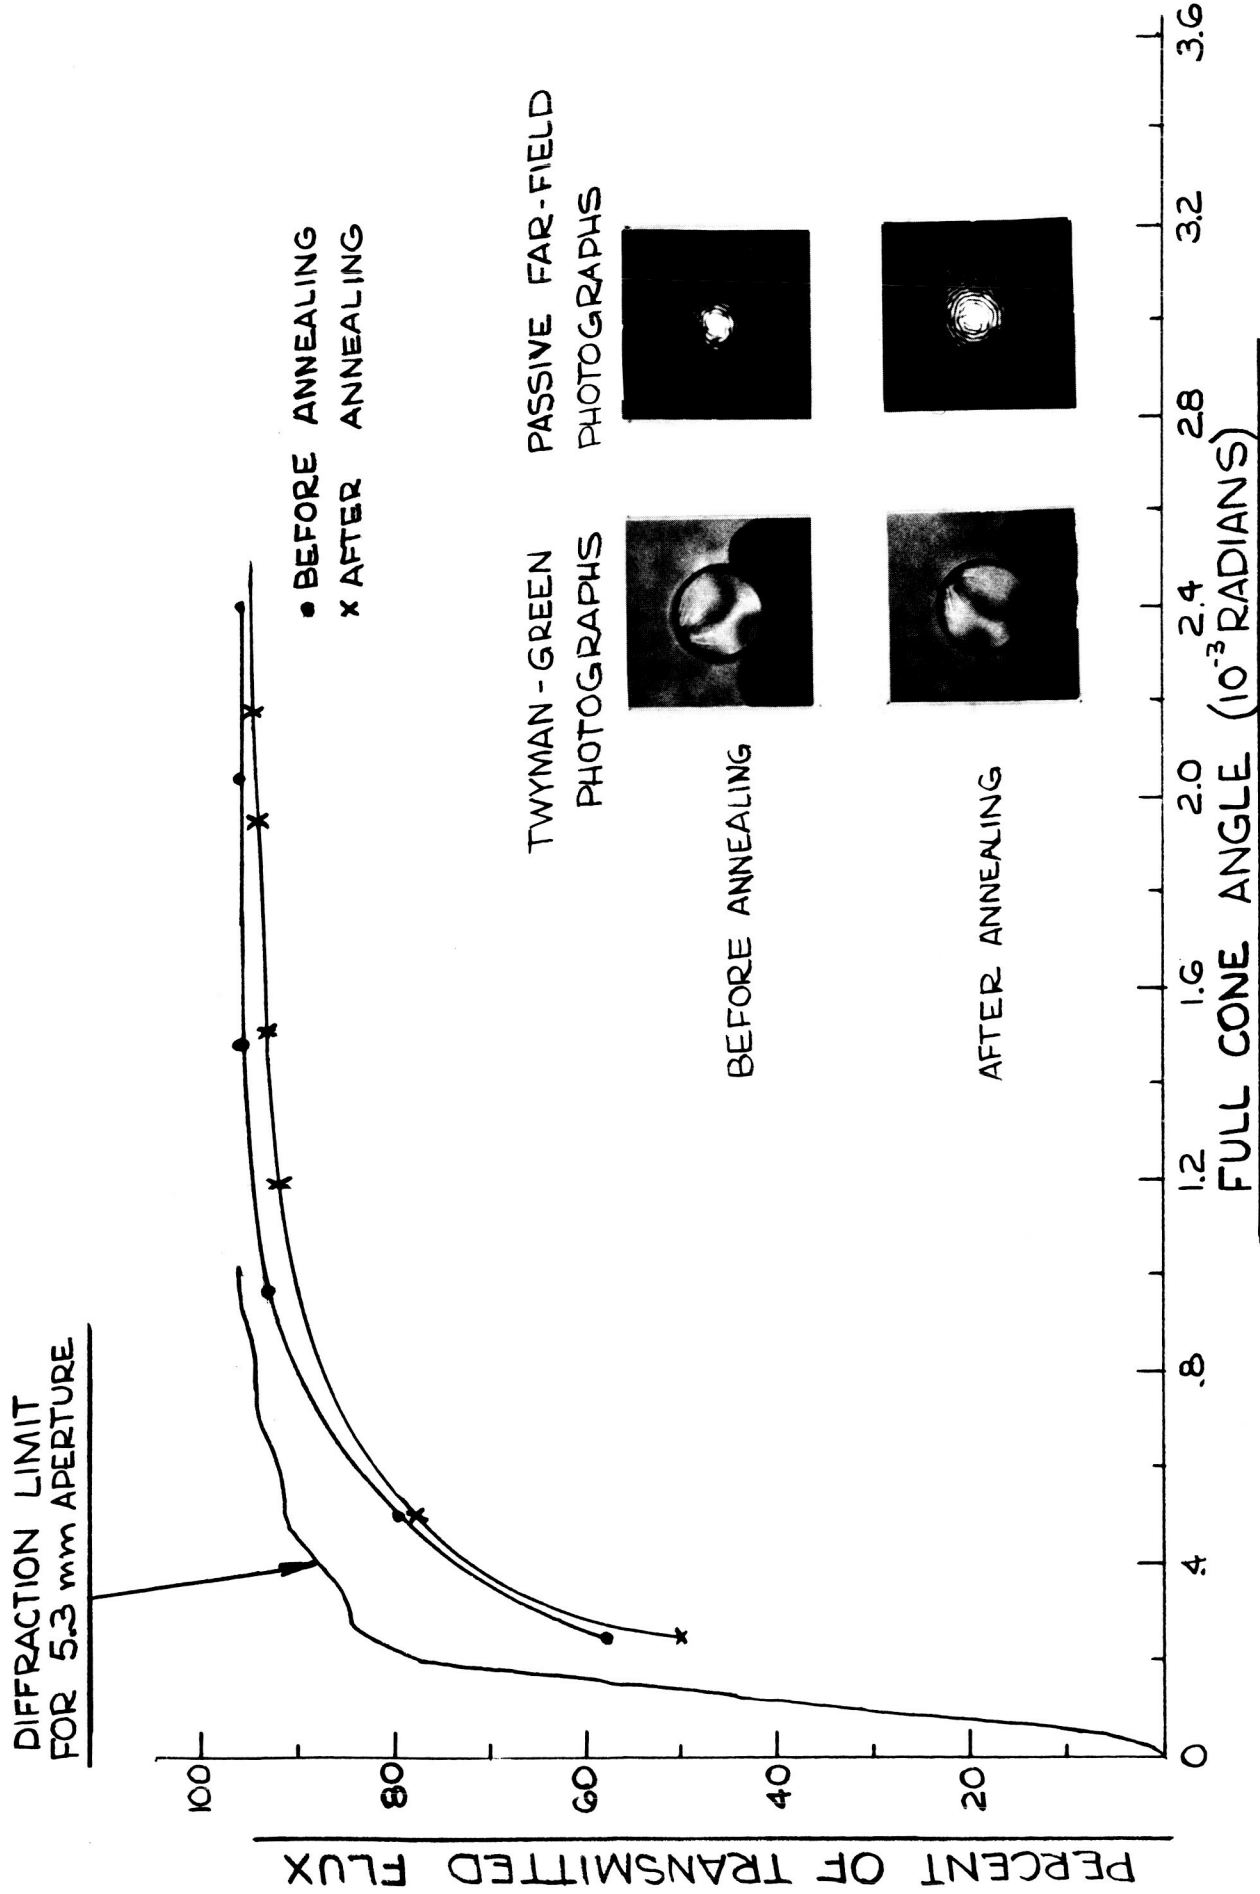 DIFFRACTION LIMIT
FOR 5.3 mm APERTURE
• BEFORE ANNEALING
x AFTER ANNEALING
TWYMAN-GREEN
PHOTOGRAPHS
PASSIVE FAR-FIELD
PHOTOGRAPHS
BEFORE ANNEALING
AFTER ANNEALING
PERCENT OF TRANSMITTED FLUX
100
80
60
40
20
0
.4
.8
1.2
1.6
2.0
2.4
2.8
3.2
3.6
FULL CONE ANGLE (10⁻³ RADIANS)